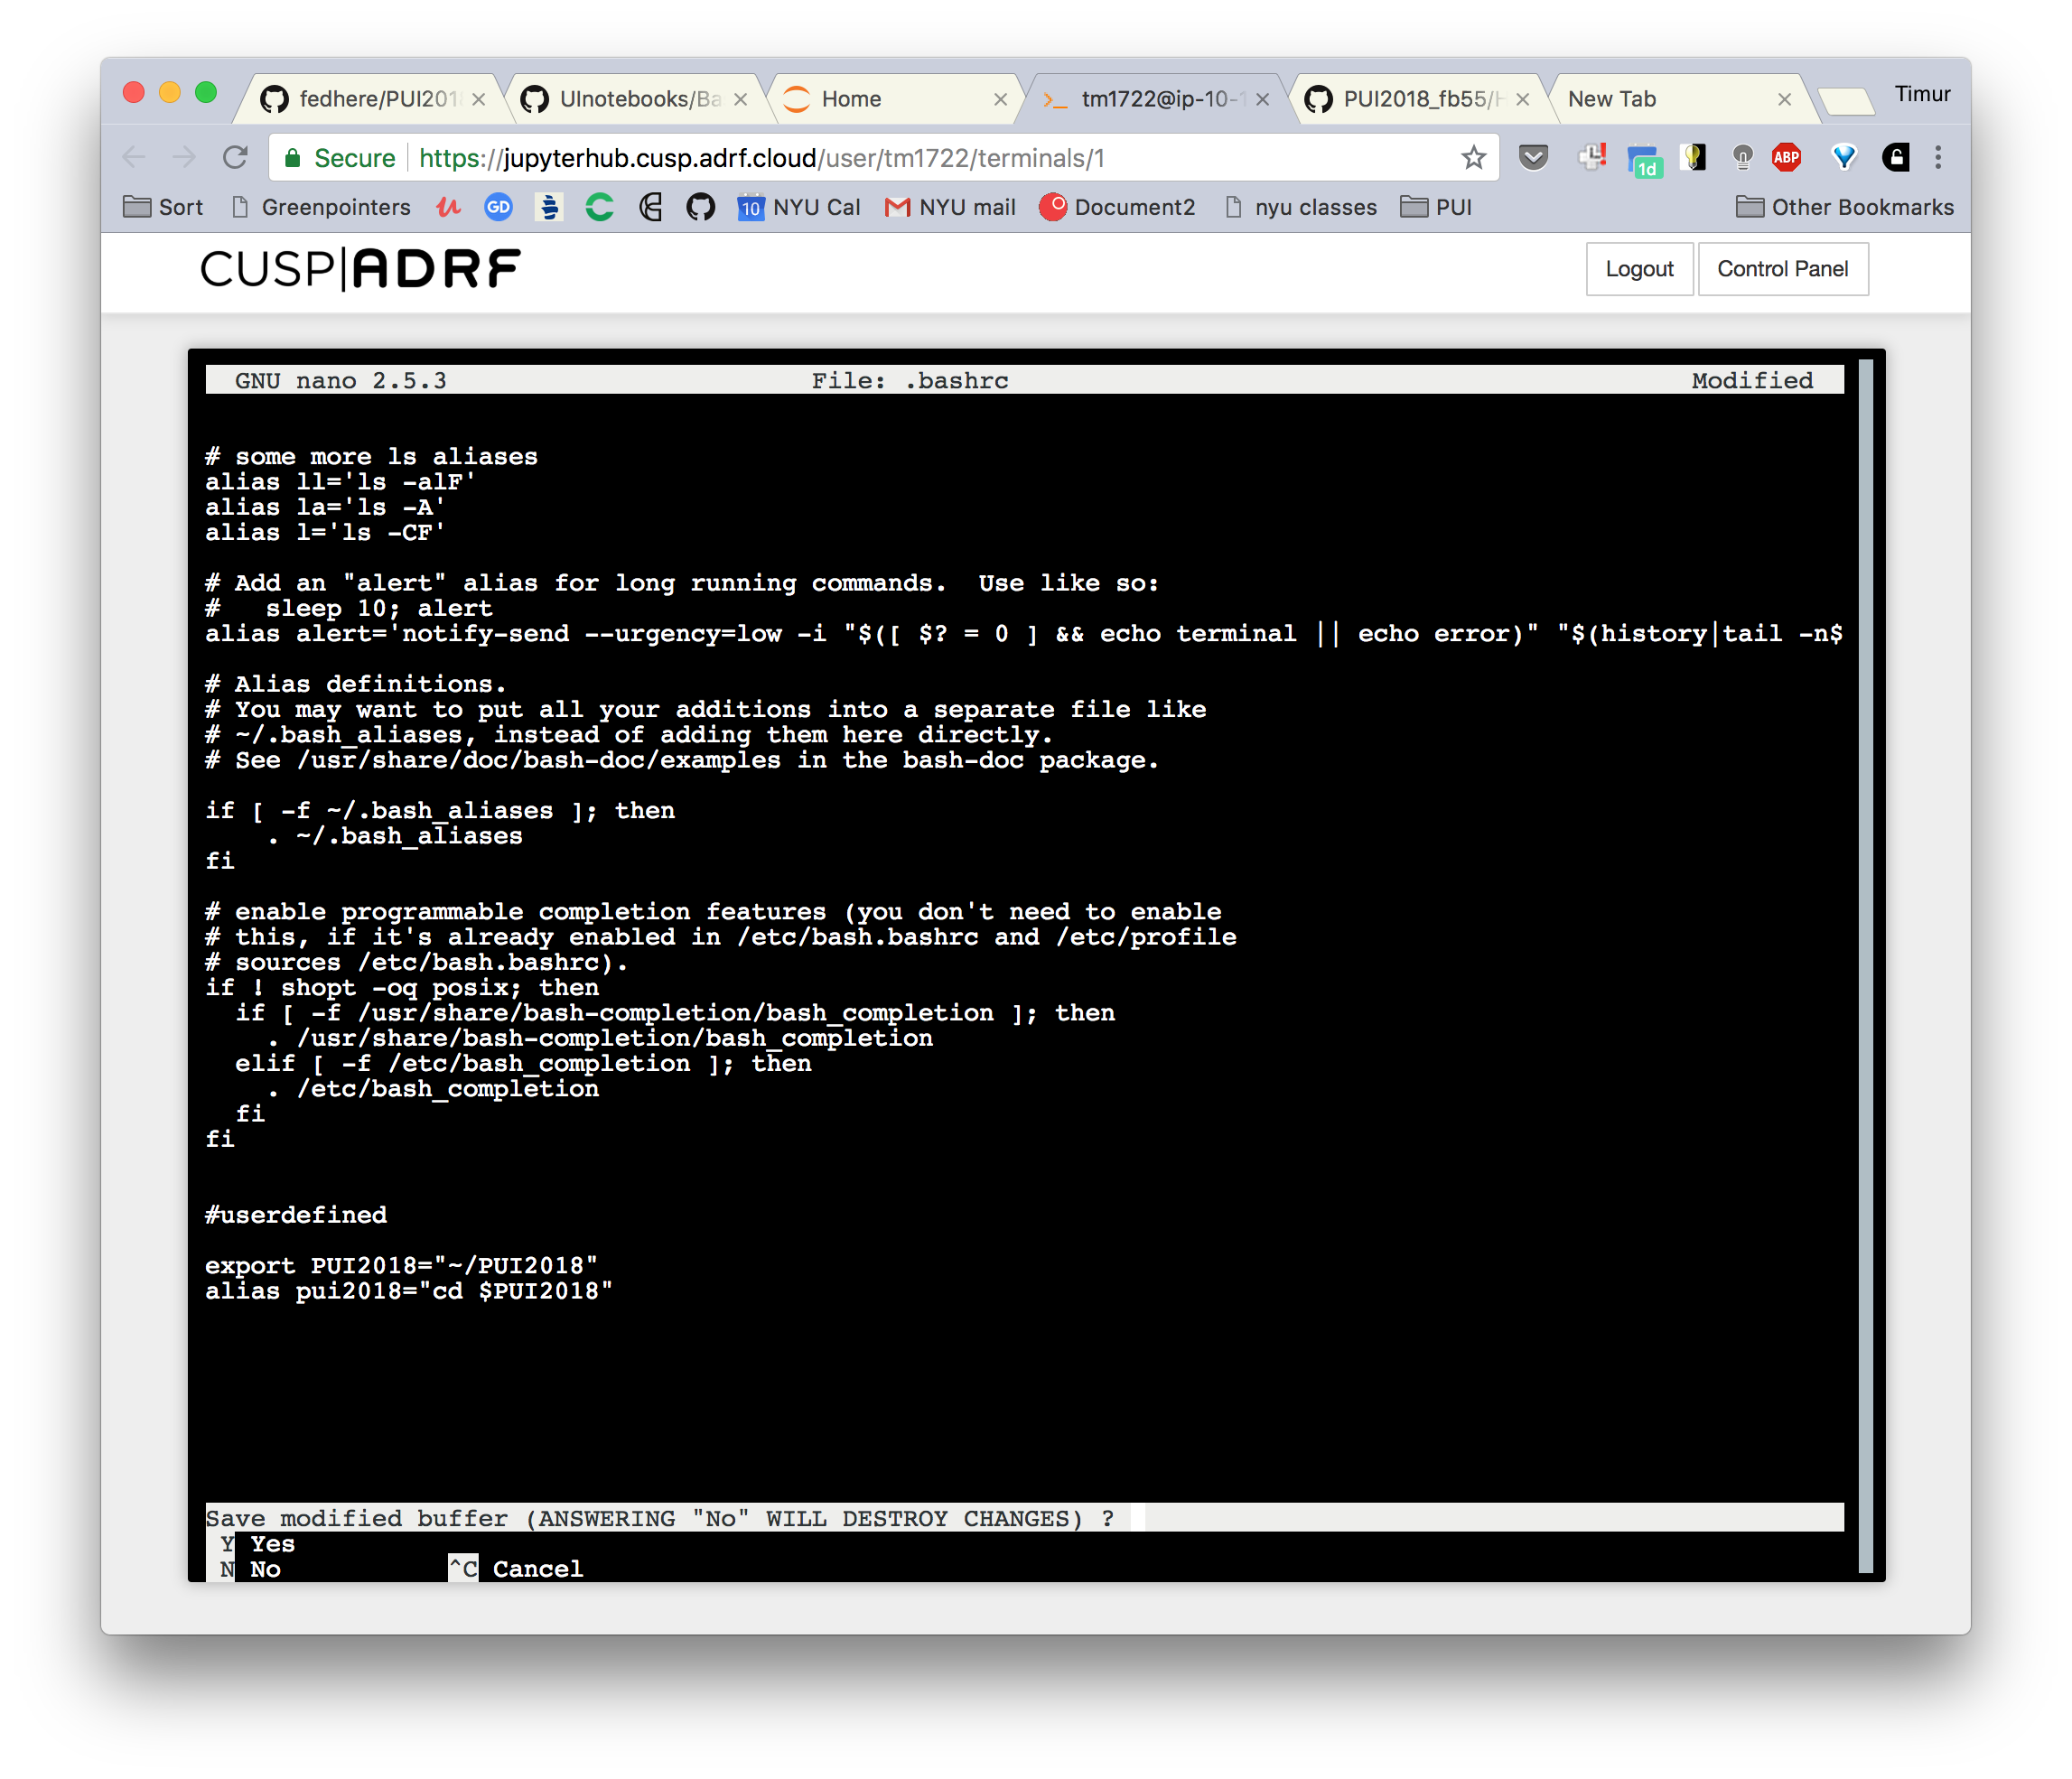 fedhere/PUI201
UInotebooks/Ba
Home
>_ tm1722@ip-10-1
PUI2018_fb55/H
New Tab
Timur
Secure https://jupyterhub.cusp.adrf.cloud/user/tm1722/terminals/1
1d
ABP
Sort Greenpointers GD 10 NYU Cal NYU mail Document2 nyu classes PUI Other Bookmarks
CUSP|ADRF
Logout Control Panel
GNU nano 2.5.3 File: .bashrc Modified
# some more ls aliases
alias ll='ls -alF'
alias la='ls -A'
alias l='ls -CF'
# Add an "alert" alias for long running commands.  Use like so:
#   sleep 10; alert
alias alert='notify-send --urgency=low -i "$([ $? = 0 ] && echo terminal || echo error)" "$(history|tail -n$
# Alias definitions.
# You may want to put all your additions into a separate file like
# ~/.bash_aliases, instead of adding them here directly.
# See /usr/share/doc/bash-doc/examples in the bash-doc package.
if [ -f ~/.bash_aliases ]; then
    . ~/.bash_aliases
fi
# enable programmable completion features (you don't need to enable
# this, if it's already enabled in /etc/bash.bashrc and /etc/profile
# sources /etc/bash.bashrc).
if ! shopt -oq posix; then
  if [ -f /usr/share/bash-completion/bash_completion ]; then
    . /usr/share/bash-completion/bash_completion
  elif [ -f /etc/bash_completion ]; then
    . /etc/bash_completion
  fi
fi
#userdefined
export PUI2018="~/PUI2018"
alias pui2018="cd $PUI2018"
Save modified buffer (ANSWERING "No" WILL DESTROY CHANGES) ?
Y Yes
N No ^C Cancel